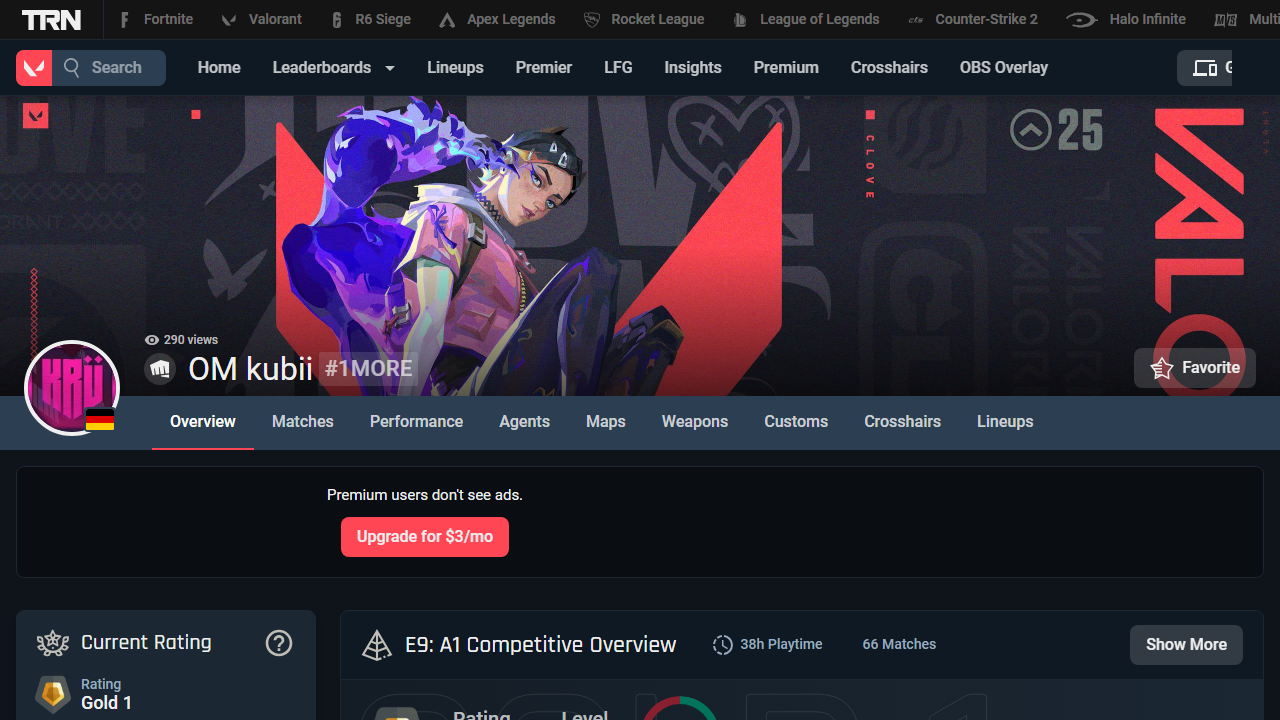 TRN Fortnite Valorant R6 Siege Apex Legends Rocket League League of Legends Counter-Strike 2 Halo Infinite
Search Home Leaderboards Lineups Premier LFG Insights Premium Crosshairs OBS Overlay
25
CLOVE
VALO
290 views
OM kubii #1MORE
Favorite
KRÜ
Overview Matches Performance Agents Maps Weapons Customs Crosshairs Lineups
Premium users don't see ads.
Upgrade for $3/mo
Current Rating
Rating
Gold 1
E9: A1 Competitive Overview 38h Playtime 66 Matches Show More
Rating Level